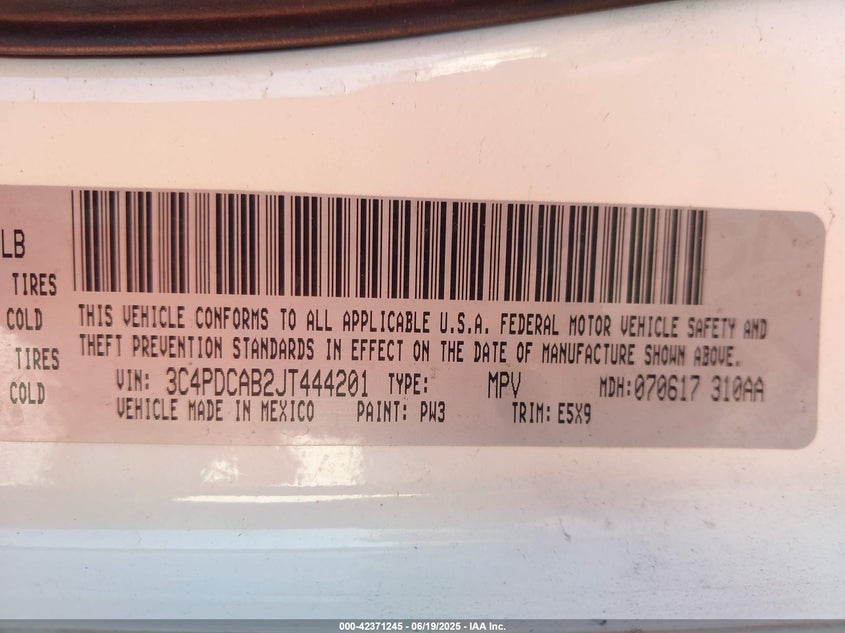 LB
TIRES
COLD
TIRES
COLD
THIS VEHICLE CONFORMS TO ALL APPLICABLE U.S.A. FEDERAL MOTOR VEHICLE SAFETY AND
THEFT PREVENTION STANDARDS IN EFFECT ON THE DATE OF MANUFACTURE SHOWN ABOVE.
VIN: 3C4PDCAB2JT444201 TYPE: MPV MDH:070617 310AA
VEHICLE MADE IN MEXICO PAINT: PW3 TRIM: E5X9
000-42371245 - 06/19/2025 - IAA Inc.